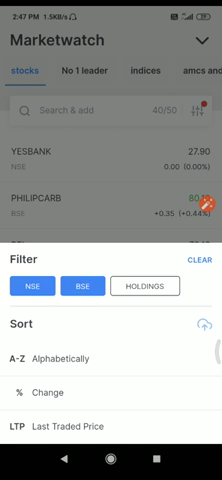 2:47 PM 1.5KB/s
Marketwatch
stocks No 1 leader indices amcs and
Search & add 40/50
YESBANK 27.90
NSE 0.00 (0.00%)
PHILIPCARB
BSE +0.35 (+0.44%)
Filter CLEAR
NSE BSE HOLDINGS
Sort
A-Z Alphabetically
% Change
LTP Last Traded Price